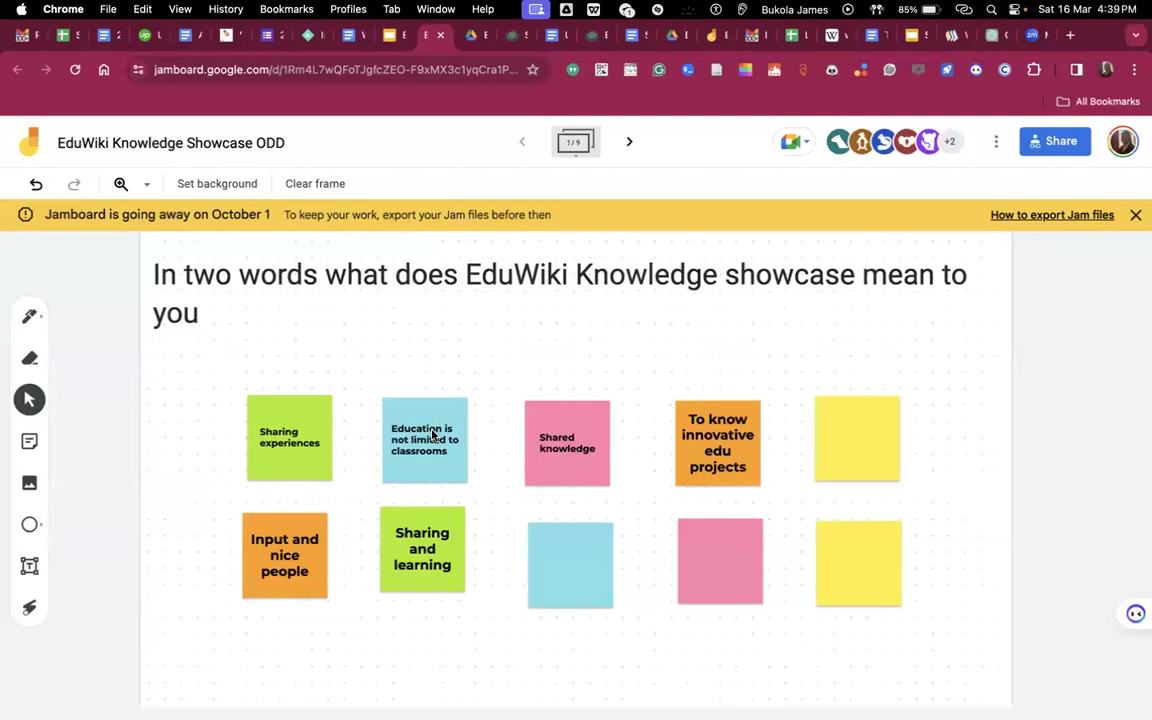 Chrome File Edit View History Bookmarks Profiles Tab Window Help Bukola James 85% Sat 16 Mar 4:39 PM
jamboard.google.com/d/1Rm4L7wQFoTJgfcZEO-F9xMX3c1yqCra1P...
All Bookmarks
EduWiki Knowledge Showcase ODD
1/9
+2
Share
Set background
Clear frame
Jamboard is going away on October 1 To keep your work, export your Jam files before then
How to export Jam files
In two words what does EduWiki Knowledge showcase mean to
you
Sharing
experiences
Education is
not limited to
classrooms
Shared
knowledge
To know
innovative
edu
projects
Input and
nice
people
Sharing
and
learning